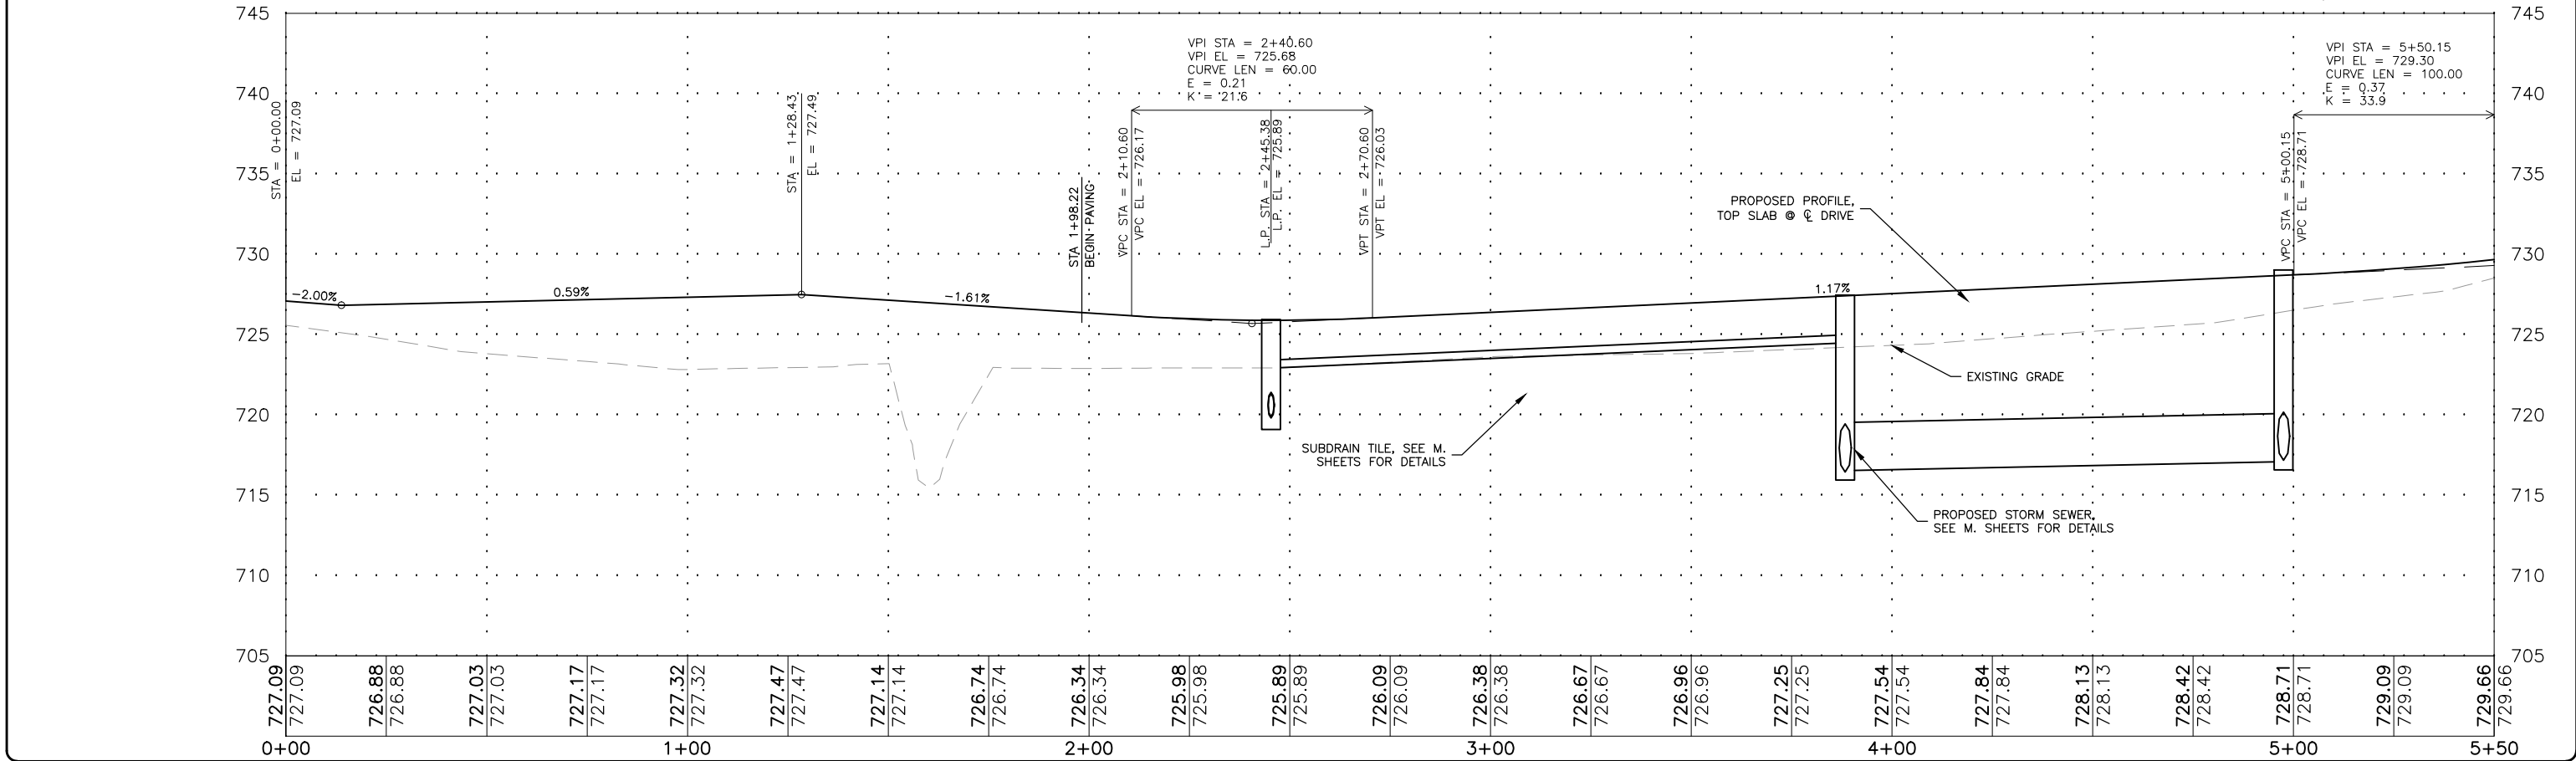 745
745
VPI STA = 2+40.60
VPI EL = 725.68
CURVE LEN = 60.00
E = 0.21
K = 21.6
VPI STA = 5+50.15
VPI EL = 729.30
CURVE LEN = 100.00
E = 0.37
K = 33.9
740
740
STA = 0+00.00
EL = 727.09
STA = 1+28.43
EL = 727.49
STA 1+98.22
BEGIN PAVING
VPC STA = 2+10.60
VPC EL = 726.17
L.P. STA = 2+45.38
L.P. EL = 725.89
VPT STA = 2+70.60
VPT EL = 726.03
VPC STA = 5+00.15
VPC EL = 728.71
735
735
PROPOSED PROFILE,
TOP SLAB @ ℄ DRIVE
730
730
-2.00%
0.59%
-1.61%
1.17%
725
725
EXISTING GRADE
720
720
SUBDRAIN TILE, SEE M.
SHEETS FOR DETAILS
715
715
PROPOSED STORM SEWER,
SEE M. SHEETS FOR DETAILS
710
710
705
705
727.09
727.09
726.88
726.88
727.03
727.03
727.17
727.17
727.32
727.32
727.47
727.47
727.14
727.14
726.74
726.74
726.34
726.34
725.98
725.98
725.89
725.89
726.09
726.09
726.38
726.38
726.67
726.67
726.96
726.96
727.25
727.25
727.54
727.54
727.84
727.84
728.13
728.13
728.42
728.42
728.71
728.71
729.09
729.09
729.66
729.66
0+00
1+00
2+00
3+00
4+00
5+00
5+50